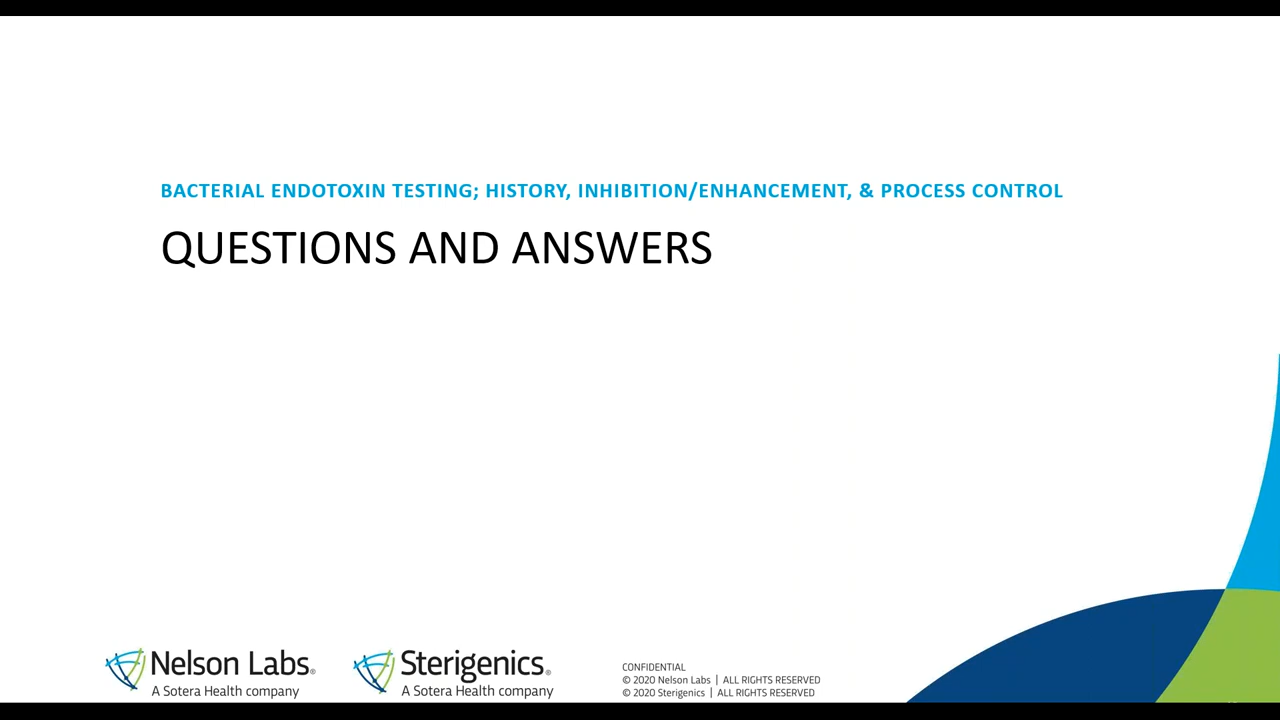 BACTERIAL ENDOTOXIN TESTING; HISTORY, INHIBITION/ENHANCEMENT, & PROCESS CONTROL
QUESTIONS AND ANSWERS
Nelson Labs®
A Sotera Health company
Sterigenics®
A Sotera Health company
CONFIDENTIAL
© 2020 Nelson Labs | ALL RIGHTS RESERVED
© 2020 Sterigenics | ALL RIGHTS RESERVED